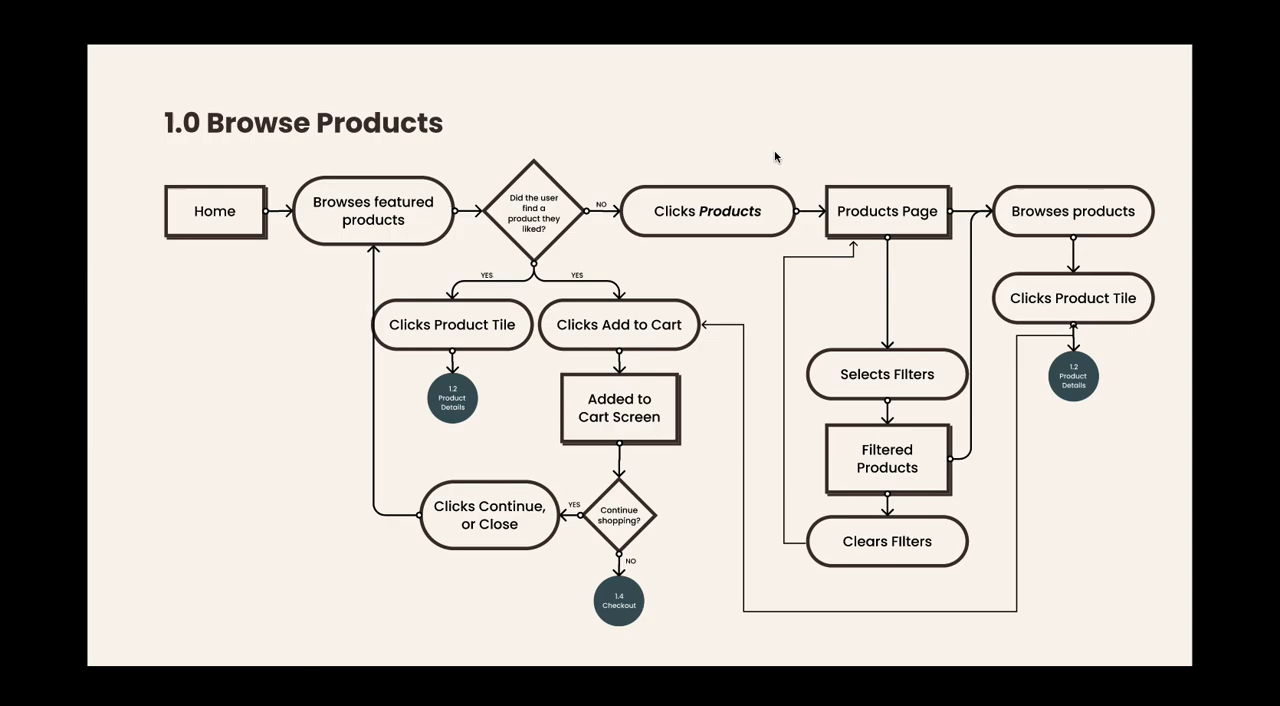 1.0 Browse Products
Home
Browses featured
products
Did the user
find a
product they
liked?
NO
Clicks Products
Products Page
Browses products
YES
YES
Clicks Product Tile
Clicks Product Tile
Clicks Add to Cart
1.2
Product
Details
1.2
Product
Details
Selects FIlters
Added to
Cart Screen
Filtered
Products
Clicks Continue,
or Close
YES
Continue
shopping?
Clears FIlters
NO
1.4
Checkout